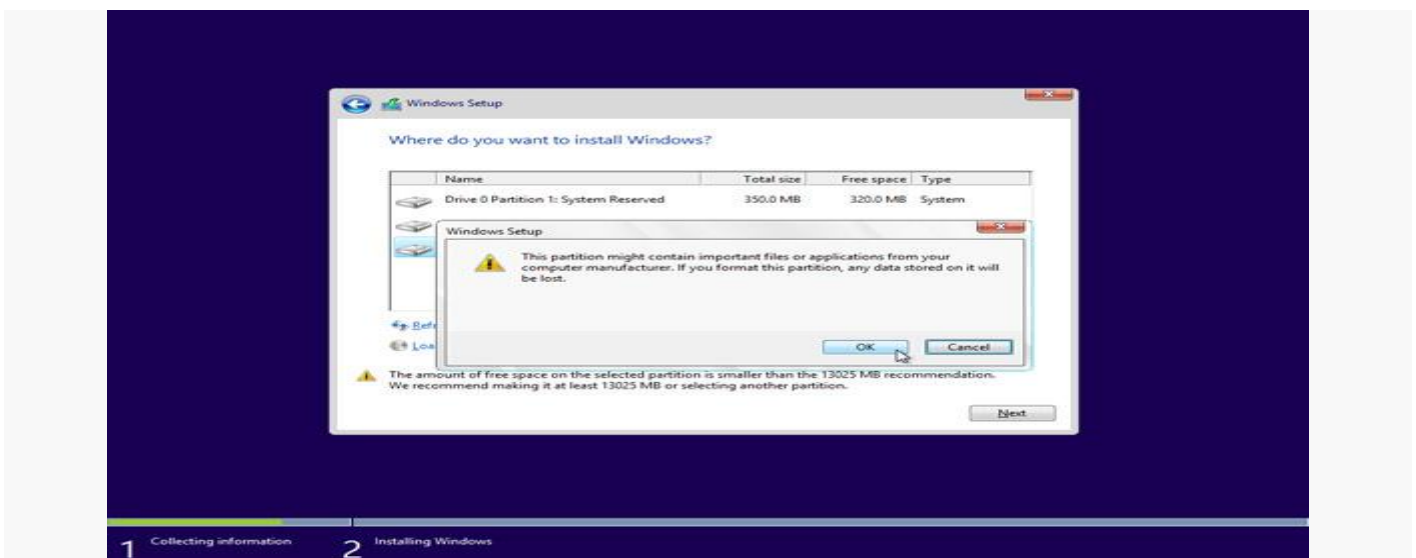 Windows Setup
Where do you want to install Windows?
Name Total size Free space Type
Drive 0 Partition 1: System Reserved 350.0 MB 320.0 MB System
Windows Setup
This partition might contain important files or applications from your
computer manufacturer. If you format this partition, any data stored on it will
be lost.
Refr
OK Cancel
Loa
The amount of free space on the selected partition is smaller than the 13025 MB recommendation.
We recommend making it at least 13025 MB or selecting another partition.
Next
1 Collecting information 2 Installing Windows